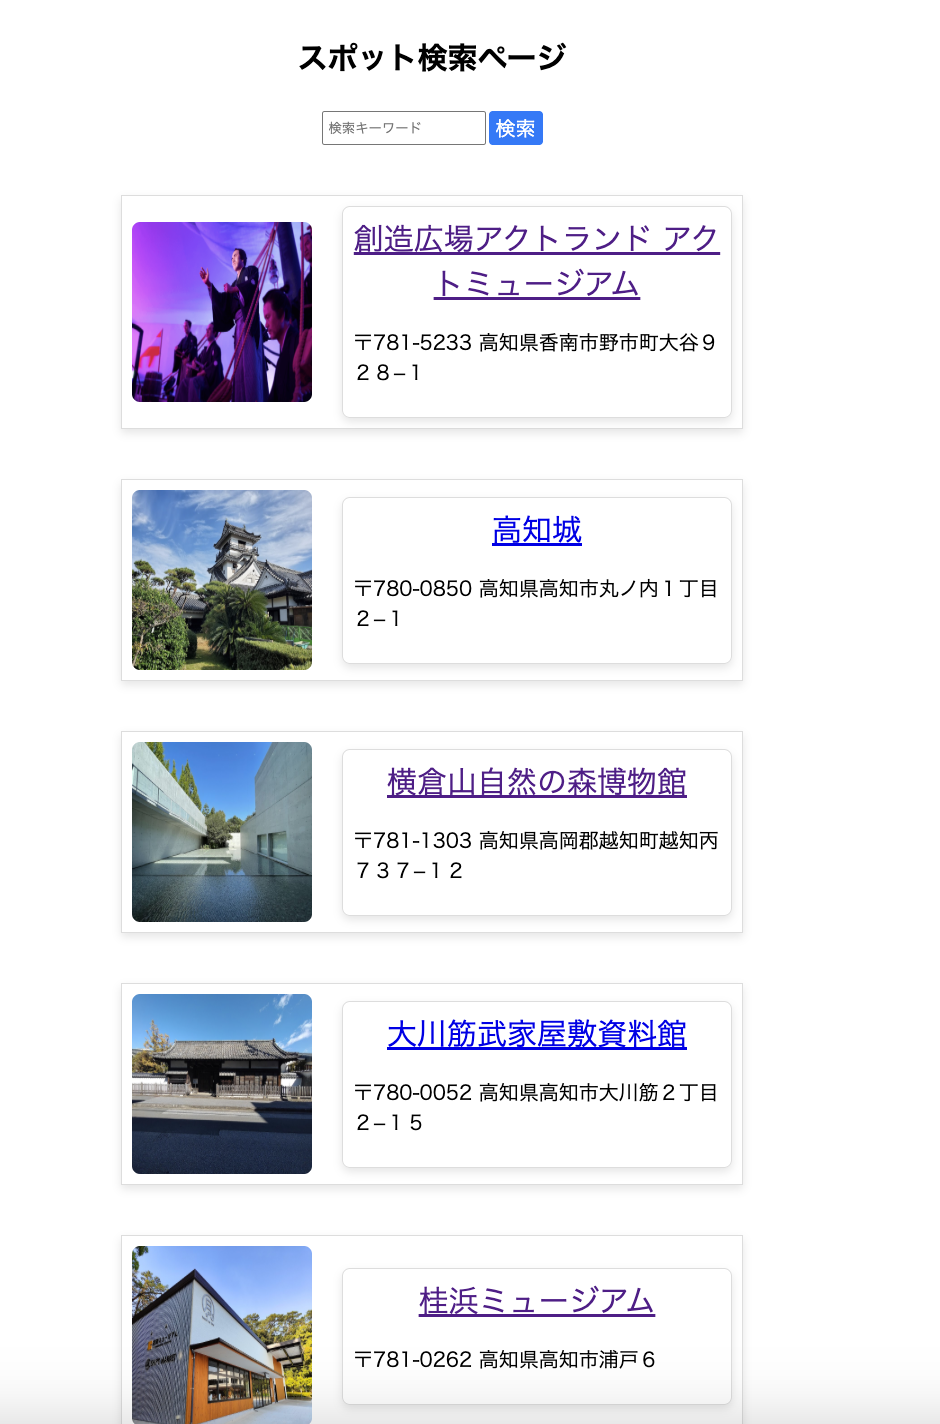 スポット検索ページ
検索キーワード 検索
創造広場アクトランド アク
トミュージアム
〒781-5233 高知県香南市野市町大谷９
２８−１
高知城
〒780-0850 高知県高知市丸ノ内１丁目
２−１
横倉山自然の森博物館
〒781-1303 高知県高岡郡越知町越知丙
７３７−１２
大川筋武家屋敷資料館
〒780-0052 高知県高知市大川筋２丁目
２−１５
桂浜ミュージアム
〒781-0262 高知県高知市浦戸６